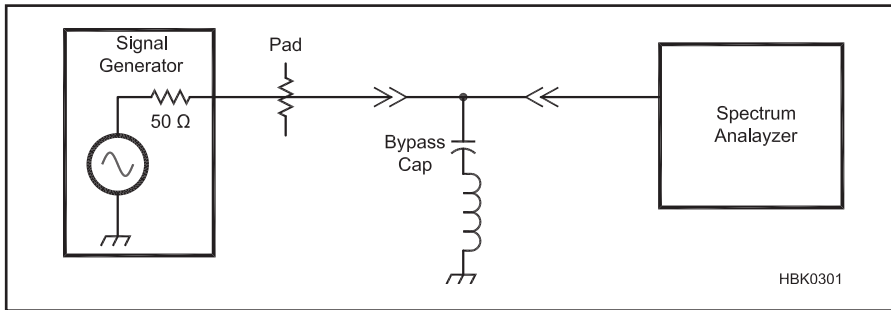 Signal
Generator
50 Ω
Pad
Bypass
Cap
Spectrum
Analayzer
HBK0301